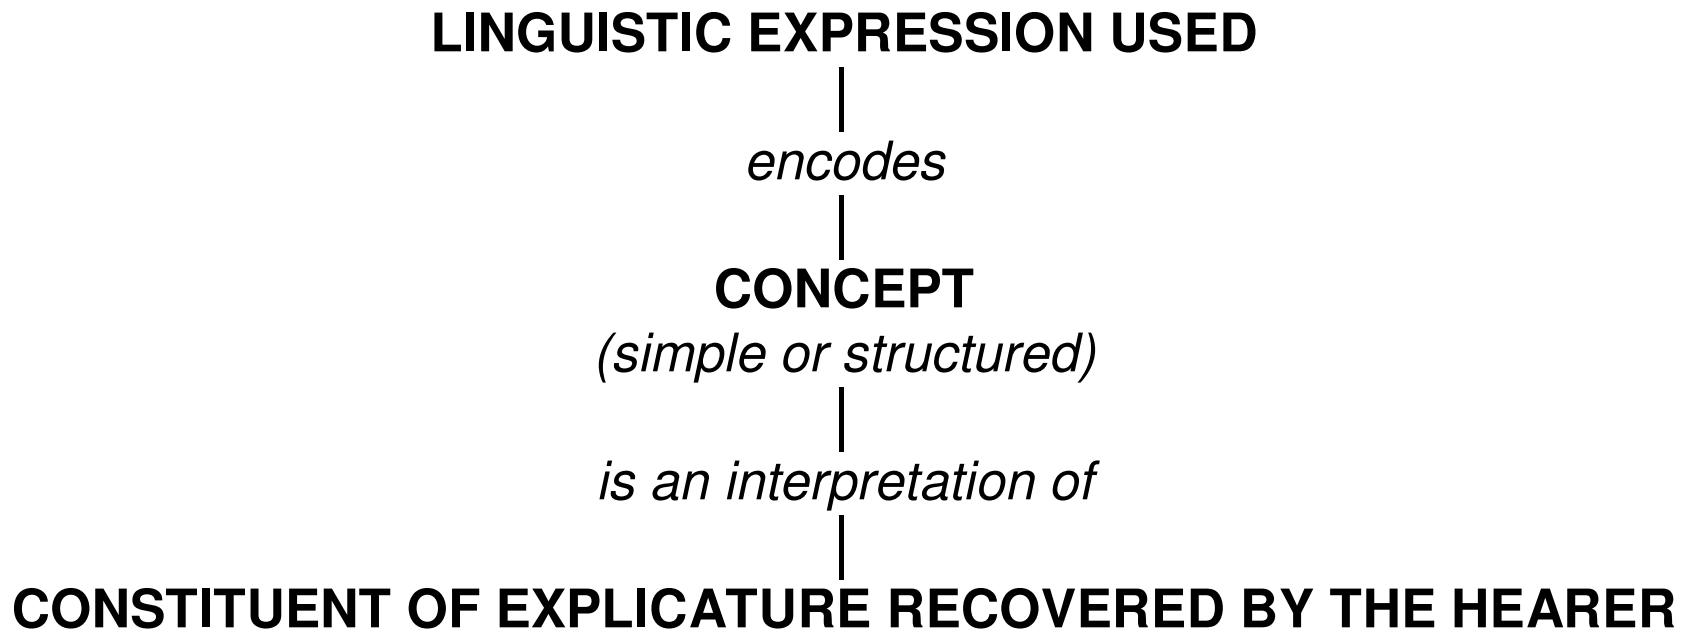 LINGUISTIC EXPRESSION USED
encodes
CONCEPT
(simple or structured)
is an interpretation of
CONSTITUENT OF EXPLICATURE RECOVERED BY THE HEARER